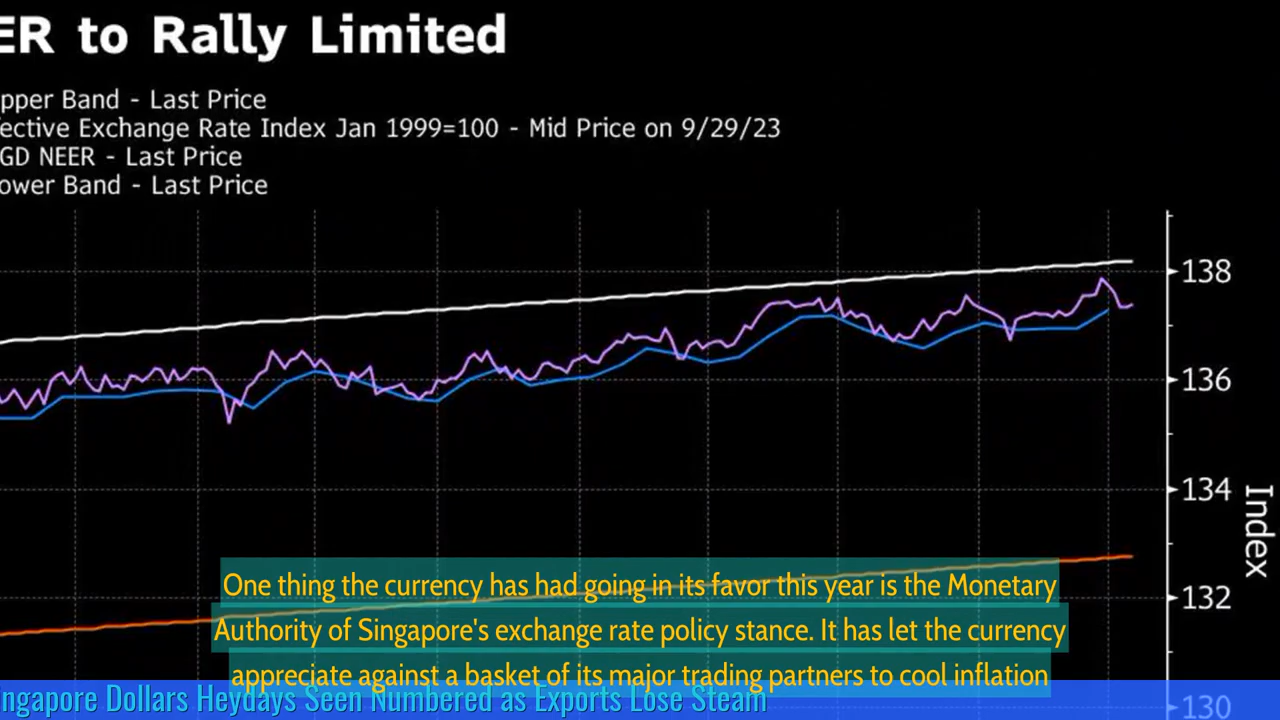 ER to Rally Limited
pper Band - Last Price
ective Exchange Rate Index Jan 1999=100 - Mid Price on 9/29/23
GD NEER - Last Price
ower Band - Last Price
138
136
134
132
130
Index
One thing the currency has had going in its favor this year is the Monetary
Authority of Singapore's exchange rate policy stance. It has let the currency
appreciate against a basket of its major trading partners to cool inflation
ngapore Dollars Heydays Seen Numbered as Exports Lose Steam